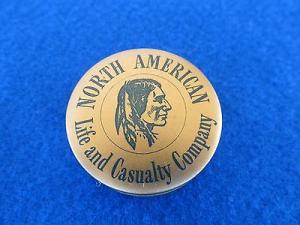 NORTH AMERICAN
Life and Casualty Company